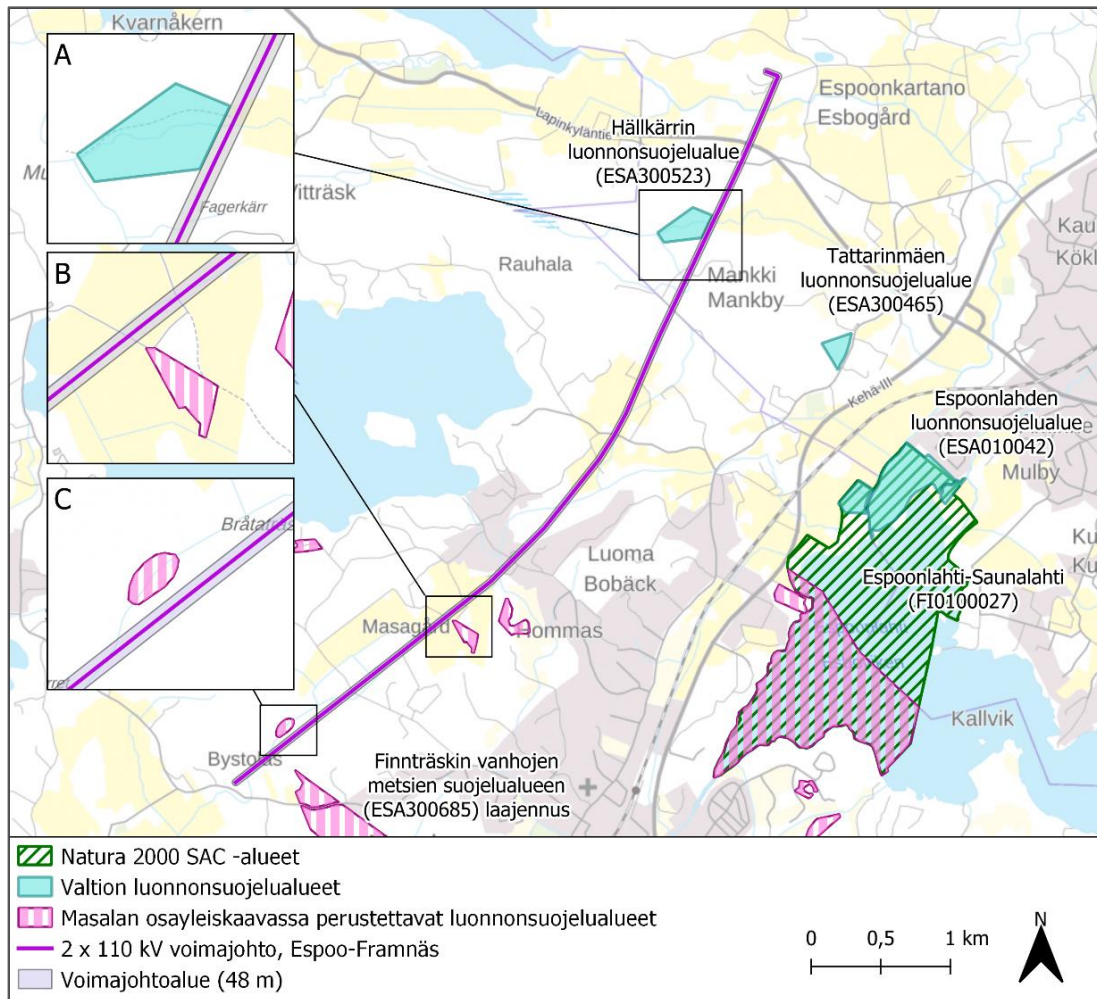 Kvarnåkern
A
Fagerkärr
Vitträsk
B
C
Bråtaträs
Lapinkyläntie
Espoonkartano
Esbogård
Hällkärrin
luonnonsuojelualue
(ESA300523)
Rauhala
Mankki
Mankby
Tattarinmäen
luonnonsuojelualue
(ESA300465)
Kehä-III
Espoonlahden
luonnonsuojelualue
(ESA010042)
Mulby
Luoma
Bobäck
Espoonlahti-Saunalahti
(FI0100027)
Masagård
Hommas
Kallvik
Finnträskin vanhojen
metsien suojelualueen
(ESA300685) laajennus
Natura 2000 SAC -alueet
Valtion luonnonsuojelualueet
Masalan osayleiskaavassa perustettavat luonnonsuojelualueet
2 x 110 kV voimajohto, Espoo-Framnäs
Voimajohtoalue (48 m)
0 0,5 1 km
N